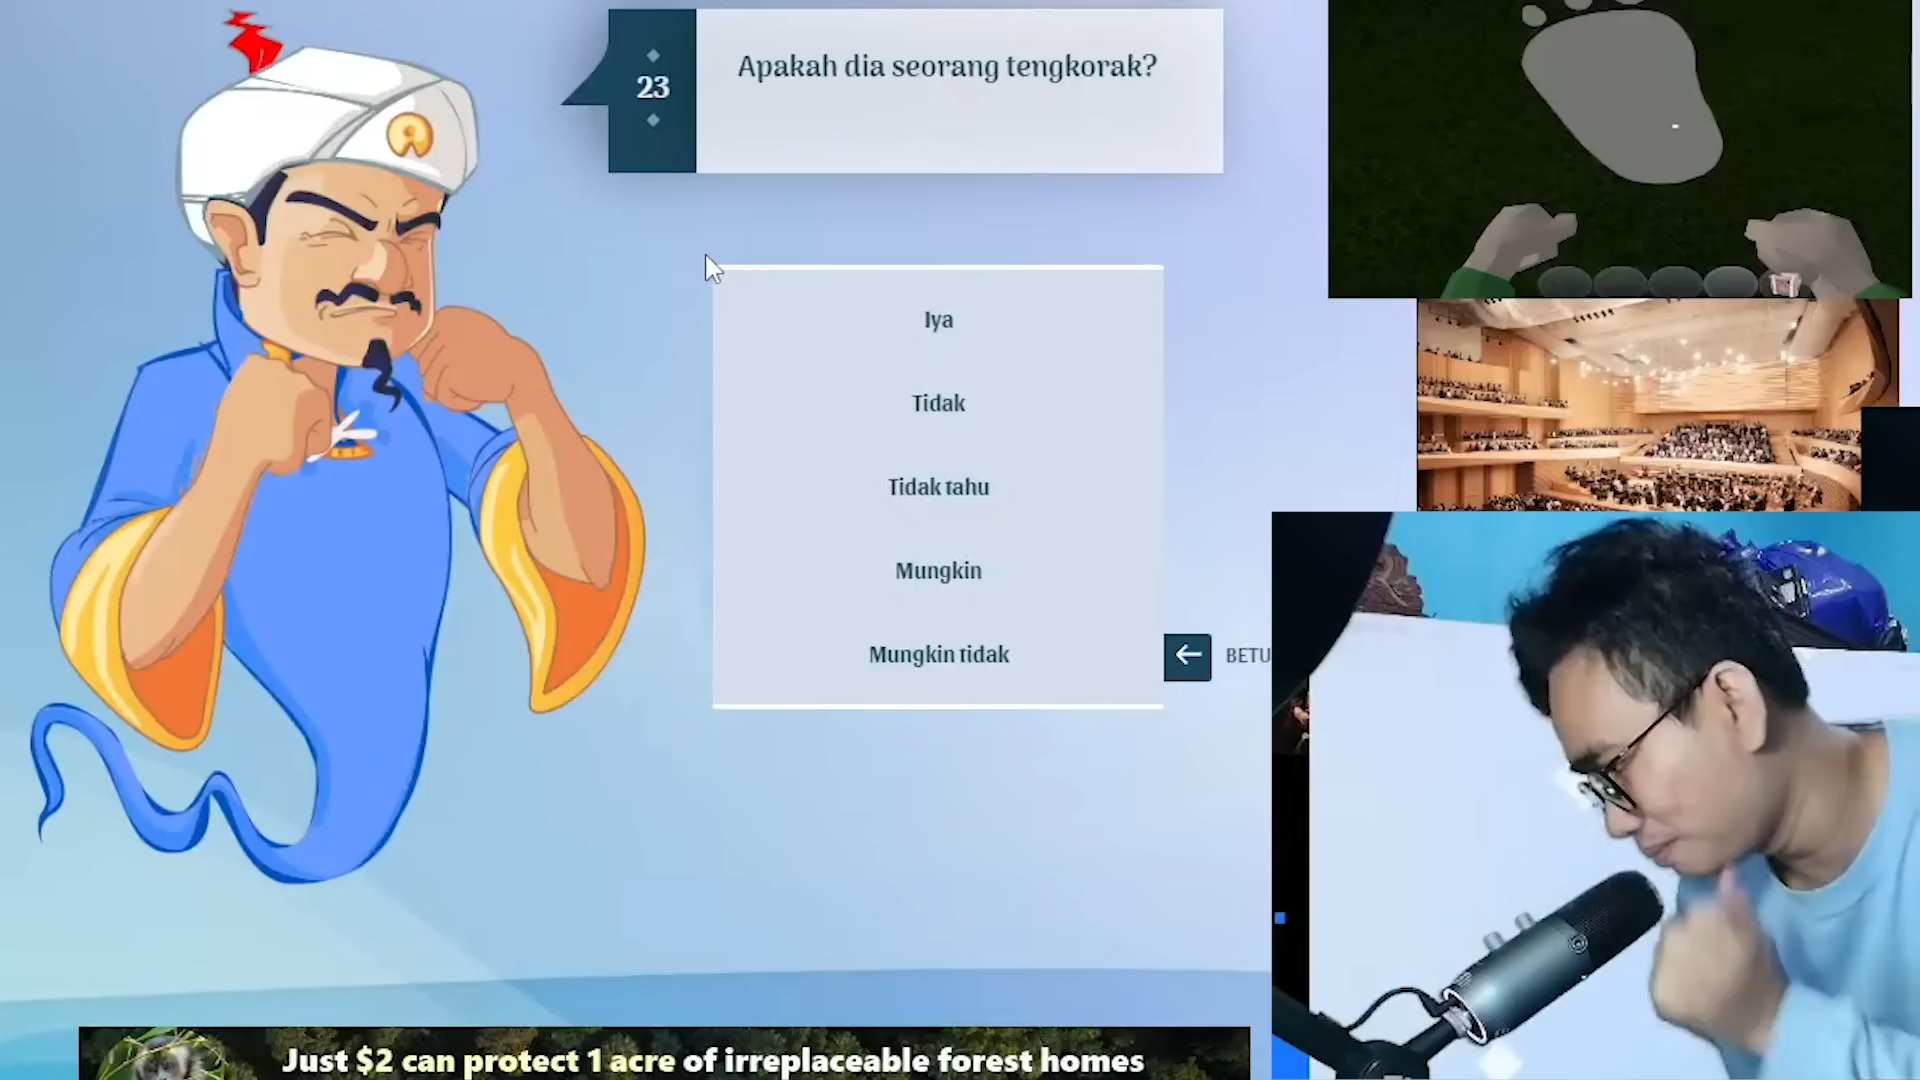 23
Apakah dia seorang tengkorak?
Iya
Tidak
Tidak tahu
Mungkin
Mungkin tidak
BETU
Just $2 can protect 1 acre of irreplaceable forest homes